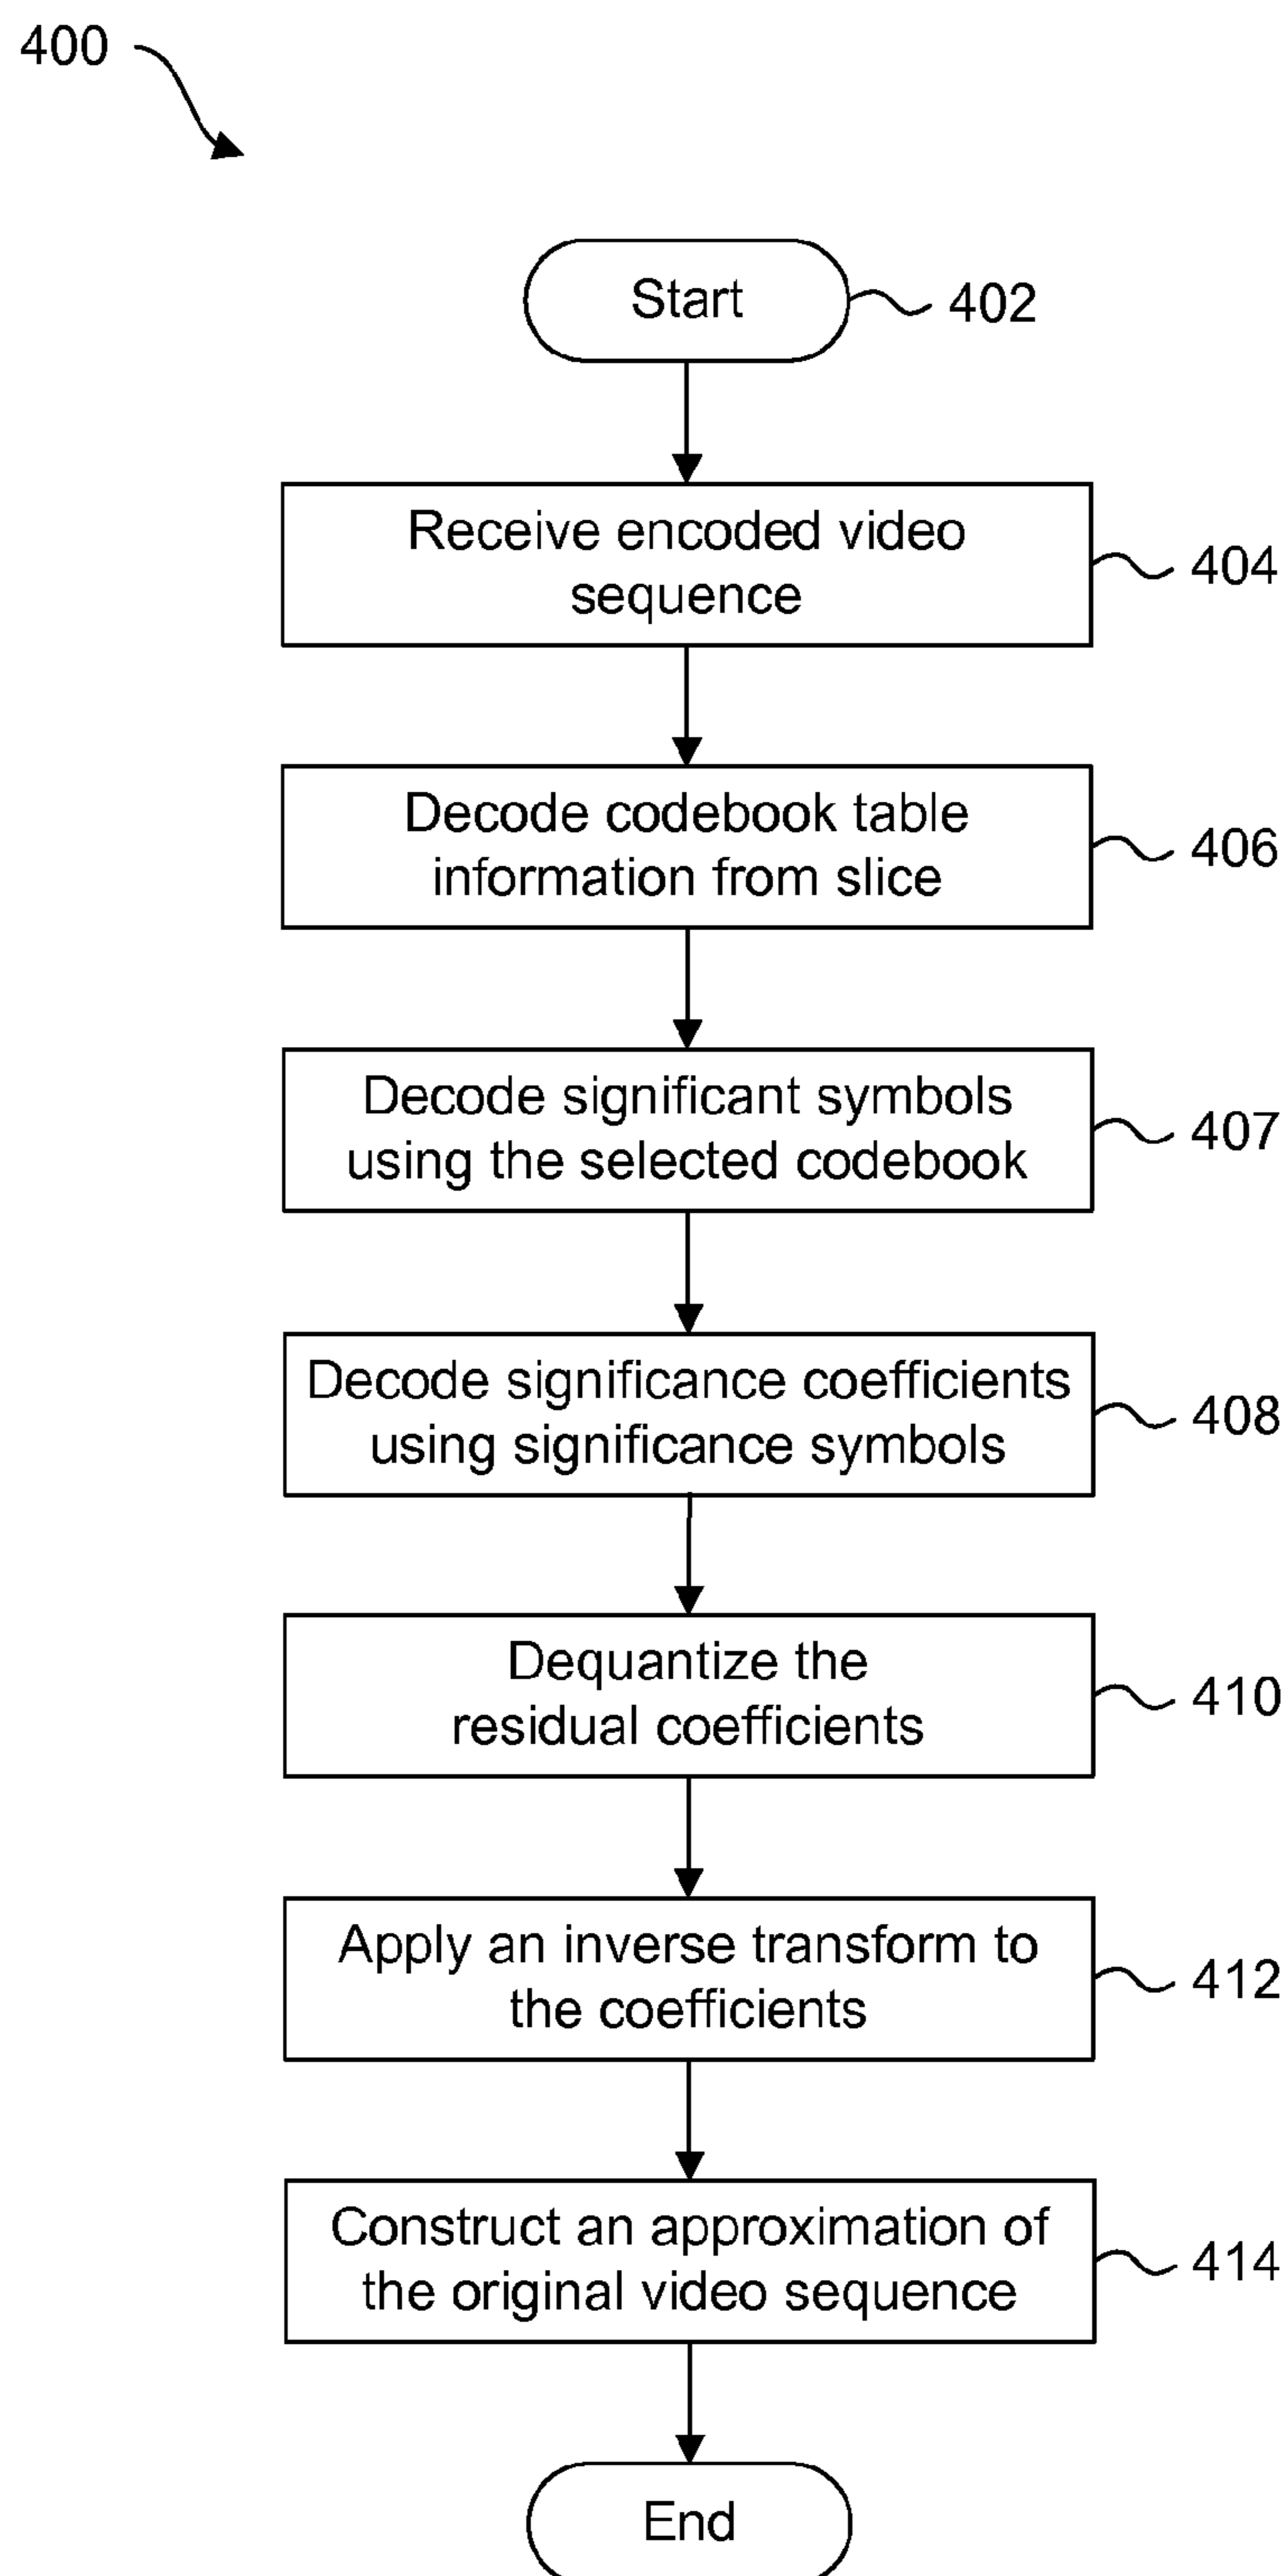 400
Start
402
Receive encoded video
sequence
404
Decode codebook table
information from slice
406
Decode significant symbols
using the selected codebook
407
Decode significance coefficients
using significance symbols
408
Dequantize the
residual coefficients
410
Apply an inverse transform to
the coefficients
412
Construct an approximation of
the original video sequence
414
End